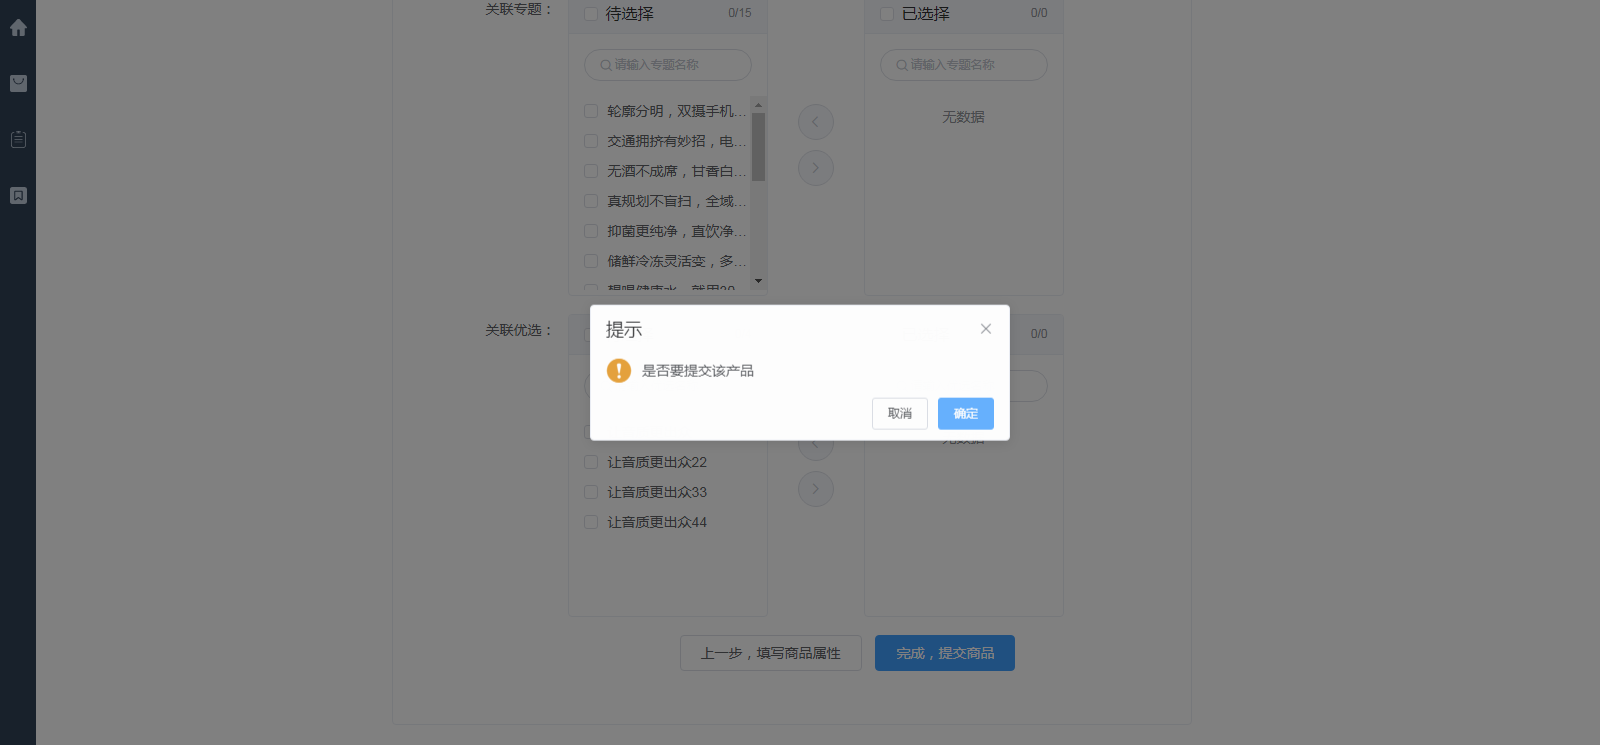 关联专题：
待选择
0/15
已选择
0/0
请输入专题名称
请输入专题名称
轮廓分明，双摄手机...
交通拥挤有妙招，电...
无酒不成席，甘香白...
真规划不盲扫，全域...
抑菌更纯净，直饮净...
储鲜冷冻灵活变，多...
无数据
关联优选：
0/0
提示
是否要提交该产品
取消
确定
让音质更出众22
让音质更出众33
让音质更出众44
上一步，填写商品属性
完成，提交商品